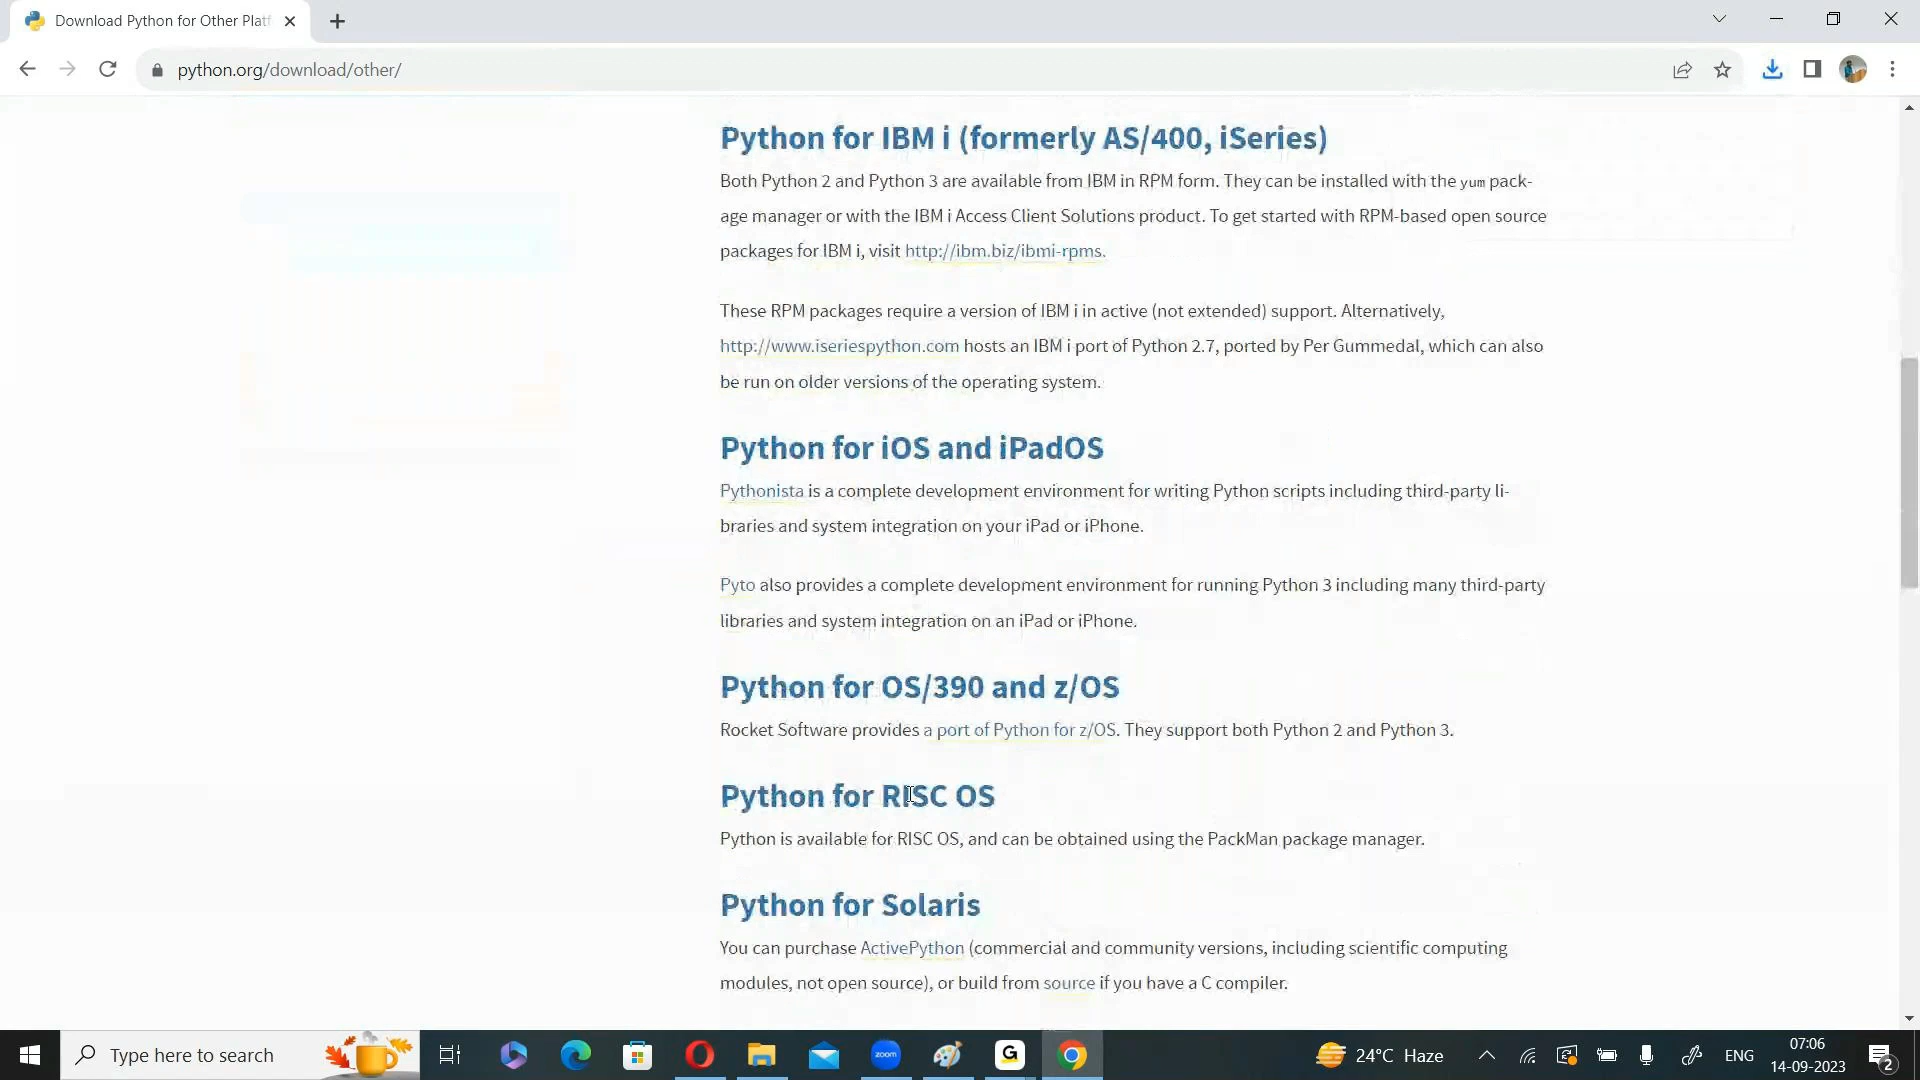 Download Python for Other Platf
python.org/download/other/
Python for IBM i (formerly AS/400, iSeries)
Both Python 2 and Python 3 are available from IBM in RPM form. They can be installed with the yum pack-
age manager or with the IBM i Access Client Solutions product. To get started with RPM-based open source
packages for IBM i, visit http://ibm.biz/ibmi-rpms.
These RPM packages require a version of IBM i in active (not extended) support. Alternatively,
http://www.iseriespython.com hosts an IBM i port of Python 2.7, ported by Per Gummedal, which can also
be run on older versions of the operating system.
Python for iOS and iPadOS
Pythonista is a complete development environment for writing Python scripts including third-party li-
braries and system integration on your iPad or iPhone.
Pyto also provides a complete development environment for running Python 3 including many third-party
libraries and system integration on an iPad or iPhone.
Python for OS/390 and z/OS
Rocket Software provides a port of Python for z/OS. They support both Python 2 and Python 3.
Python for RISC OS
Python is available for RISC OS, and can be obtained using the PackMan package manager.
Python for Solaris
You can purchase ActivePython (commercial and community versions, including scientific computing
modules, not open source), or build from source if you have a C compiler.
Type here to search
zoom
G
24°C Haze
ENG
07:06
14-09-2023
2